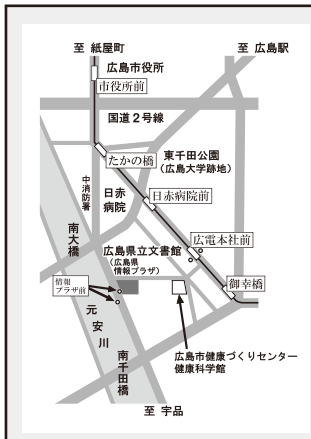 至 紙屋町
至 広島駅
広島市役所
市役所前
国道2号線
たかの橋
東千田公園
(広島大学跡地)
中消防署
日赤
病院
日赤病院前
南大橋
広島県立文書館
(広島県
情報プラザ)
広電本社前
情報
プラザ前
御幸橋
元安川
南千田橋
広島市健康づくりセンター
健康科学館
至 宇品